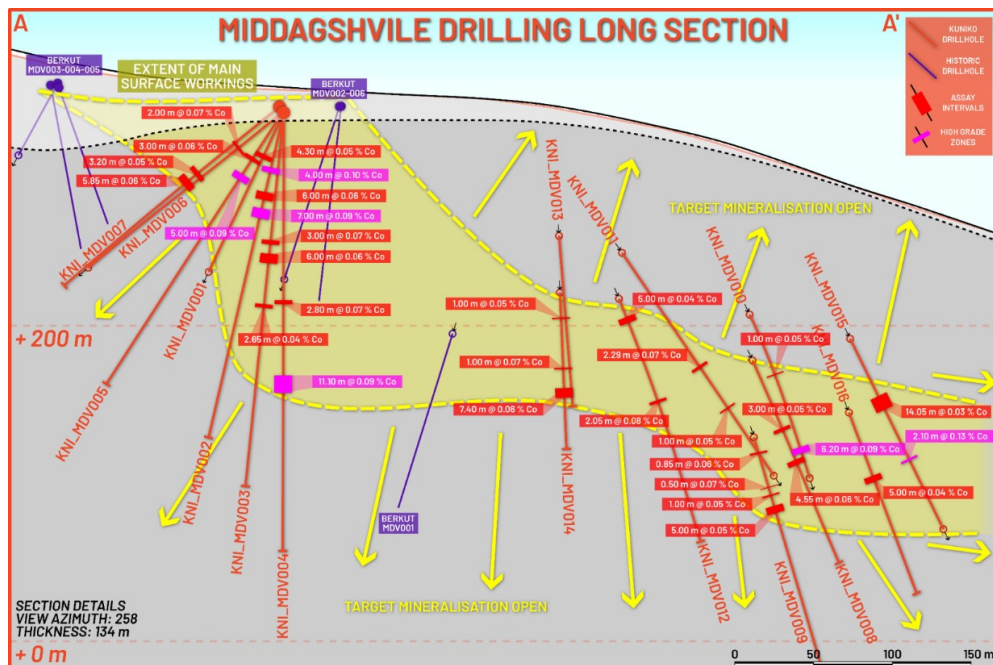 A
MIDDAGSHVILE DRILLING LONG SECTION
A'
KUNIKO
DRILLHOLE
HISTORIC
DRILLHOLE
ASSAY
INTERVALS
HIGH GRADE
ZONES
BERKUT
MDV003-004-005
EXTENT OF MAIN
SURFACE WORKINGS
BERKUT
MDV002-006
2.00 m @ 0.07 % Co
3.00 m @ 0.06 % Co
3.20 m @ 0.05 % Co
5.85 m @ 0.06 % Co
4.30 m @ 0.05 % Co
4.00 m @ 0.10 % Co
6.00 m @ 0.06 % Co
7.00 m @ 0.09 % Co
5.00 m @ 0.09 % Co
3.00 m @ 0.07 % Co
6.00 m @ 0.06 % Co
2.80 m @ 0.07 % Co
2.65 m @ 0.04 % Co
11.10 m @ 0.09 % Co
KNI_MDV007
KNI_MDV006
KNI_MDV001
KNI_MDV005
KNI_MDV002
KNI_MDV003
KNI_MDV004
BERKUT
MDV001
KNI_MDV013
KNI_MDV011
TARGET MINERALISATION OPEN
KNI_MDV010
KNI_MDV015
KNI_MDV016
+ 200 m
1.00 m @ 0.05 % Co
1.00 m @ 0.07 % Co
7.40 m @ 0.06 % Co
KNI_MDV014
5.00 m @ 0.04 % Co
2.29 m @ 0.07 % Co
2.05 m @ 0.08 % Co
1.00 m @ 0.05 % Co
3.00 m @ 0.05 % Co
1.00 m @ 0.05 % Co
0.85 m @ 0.06 % Co
0.50 m @ 0.07 % Co
1.00 m @ 0.05 % Co
5.00 m @ 0.05 % Co
6.20 m @ 0.09 % Co
4.55 m @ 0.06 % Co
14.05 m @ 0.03 % Co
2.10 m @ 0.13 % Co
5.00 m @ 0.04 % Co
KNI_MDV012
KNI_MDV009
KNI_MDV008
TARGET MINERALISATION OPEN
SECTION DETAILS
VIEW AZIMUTH: 258
THICKNESS: 134 m
+ 0 m
0 50 100 150 m